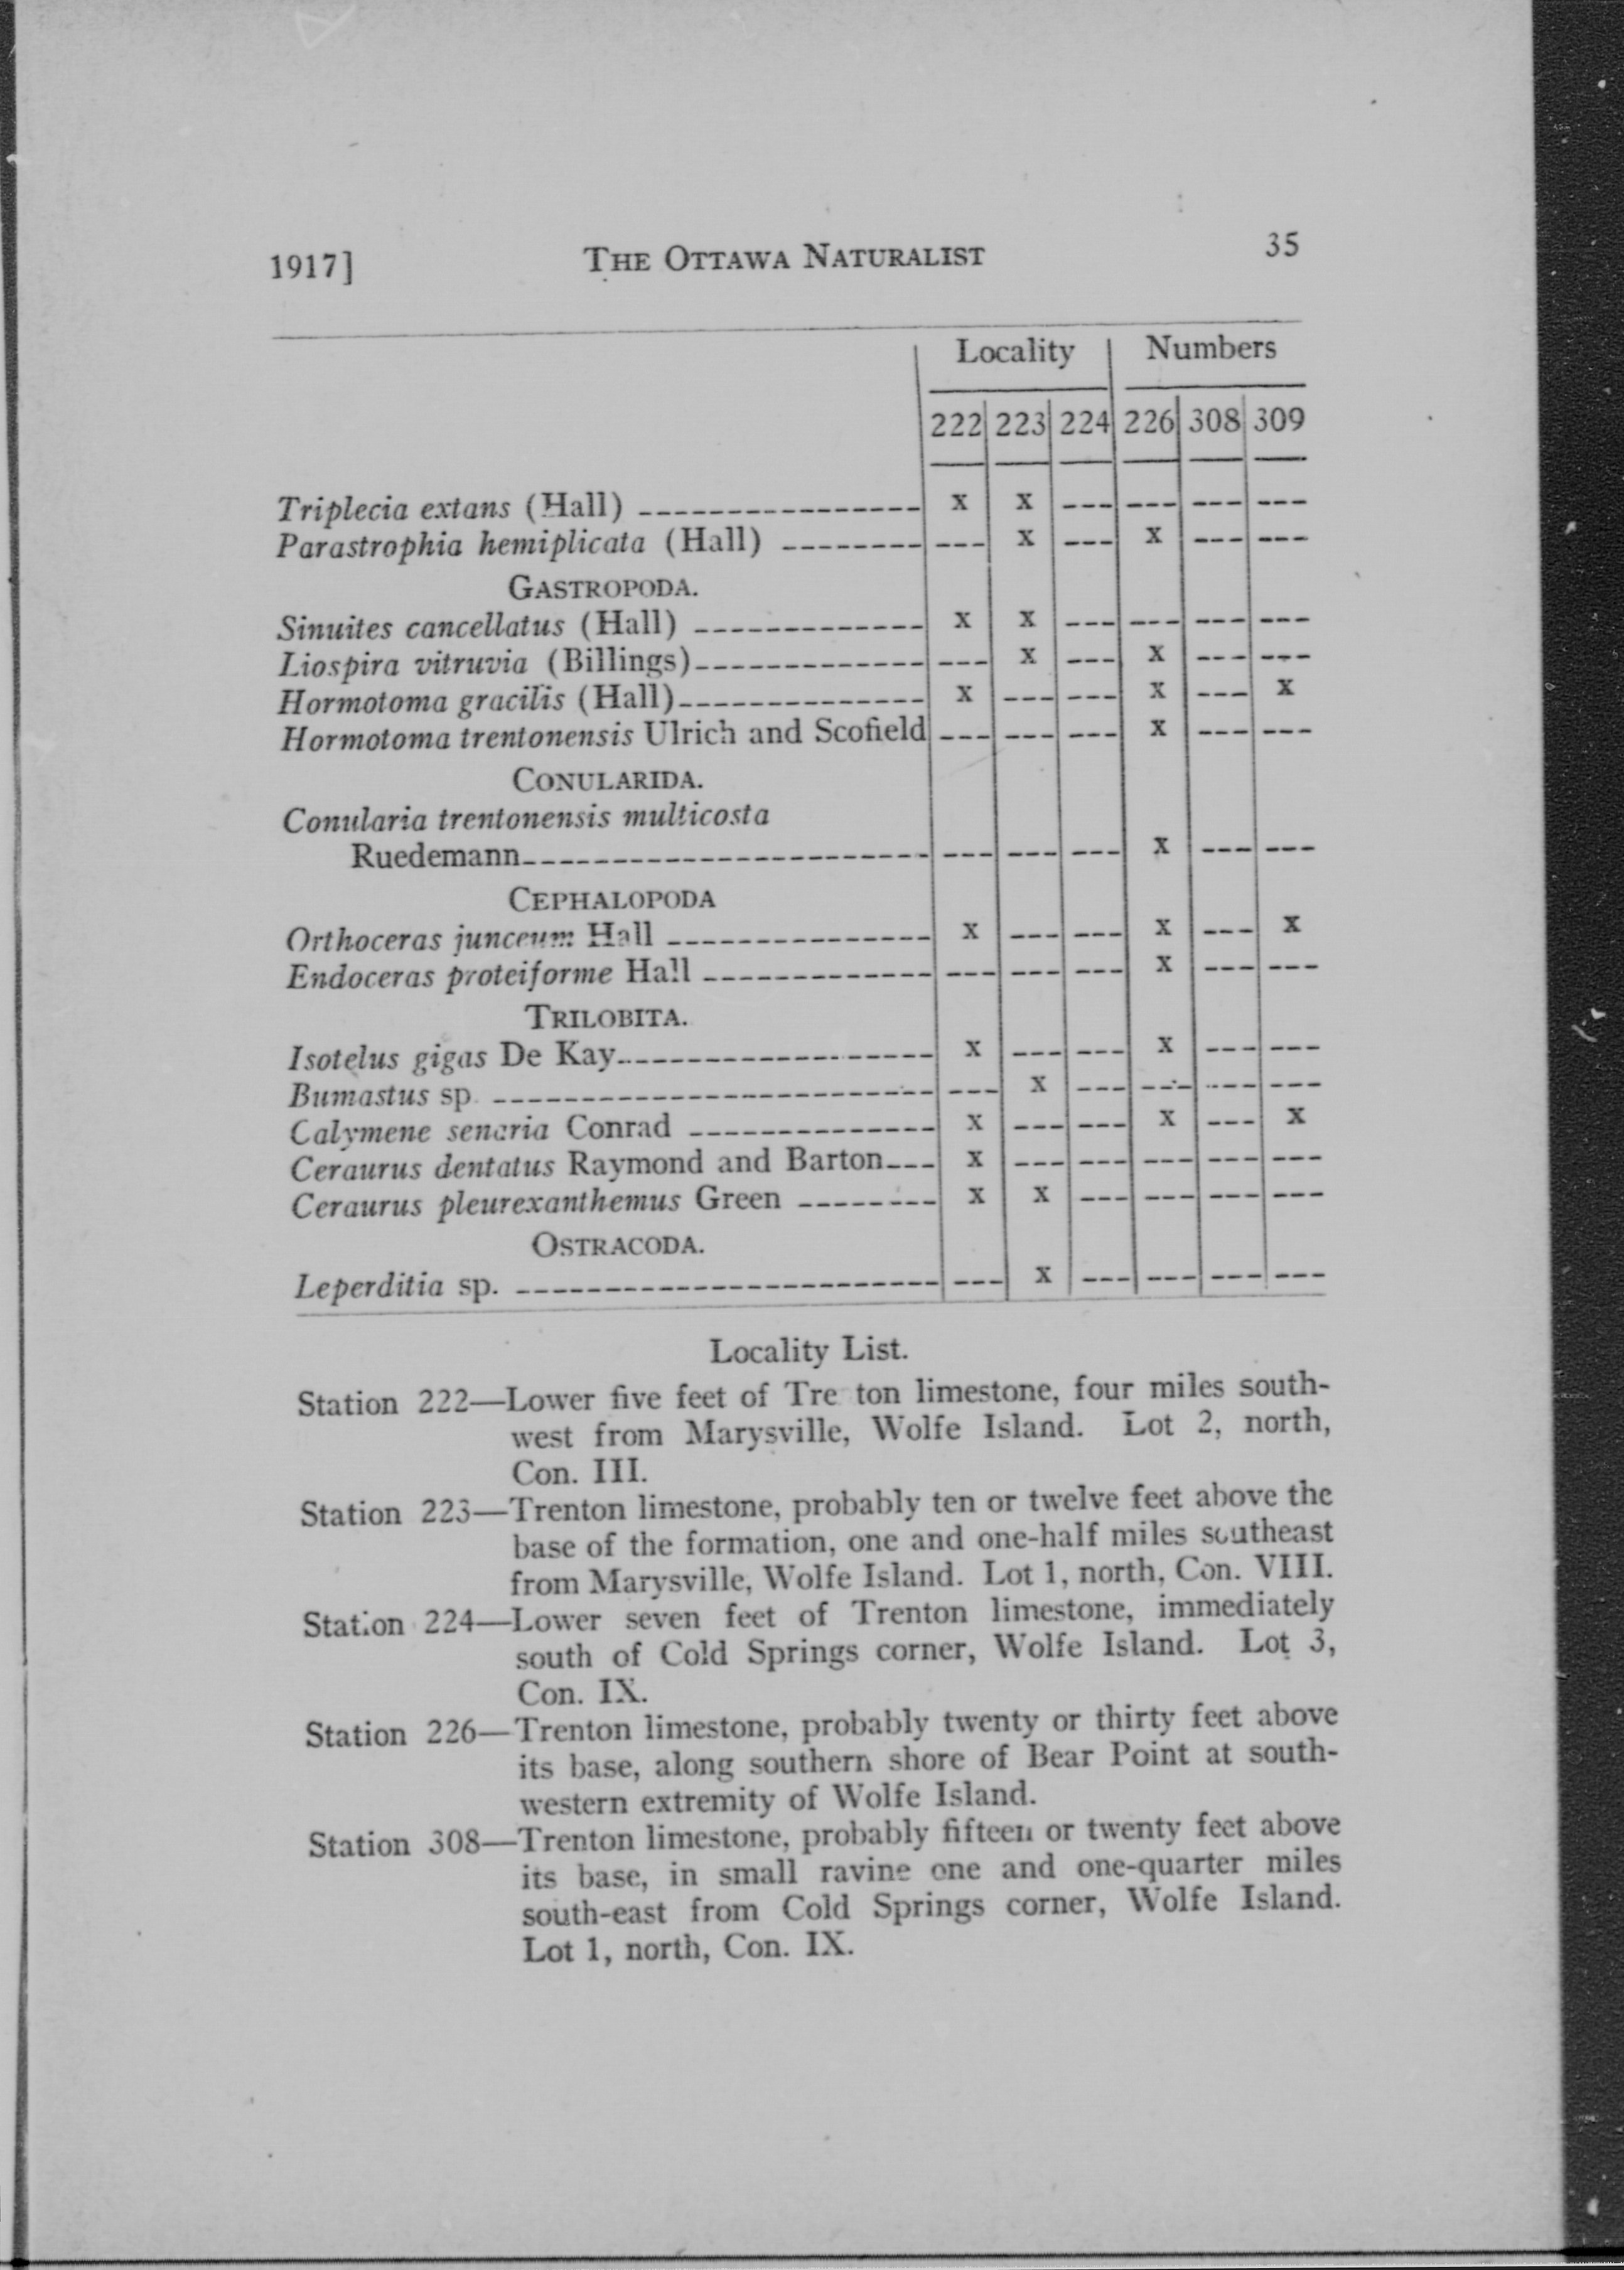 1917] THE OTTAWA NATURALIST 35
Locality Numbers
222 223 224 226 308 309
Triplecia extans (Hall) ---------------- x x --- --- --- ---
Parastrophia hemiplicata (Hall) -------- --- x --- x --- ---
GASTROPODA.
Sinuites cancellatus (Hall) ------------- x x --- --- --- ---
Liospira vitruvia (Billings)------------- --- x --- x --- ---
Hormotoma gracilis (Hall)-------------- x --- --- x --- x
Hormotoma trentonensis Ulrich and Scofield --- --- --- x --- ---
CONULARIDA.
Conularia trentonensis multicosta
Ruedemann----------------------- --- --- --- x --- ---
CEPHALOPODA
Orthoceras junceum Hall --------------- x --- --- x --- x
Endoceras proteiforme Hall ------------- --- --- --- x --- ---
TRILOBITA.
Isotelus gigas De Kay------------------ x --- --- x --- ---
Bumastus sp. ------------------------- --- x --- --- --- ---
Calymene senaria Conrad -------------- x --- --- x --- x
Ceraurus dentatus Raymond and Barton--- x --- --- --- --- ---
Ceraurus pleurexanthemus Green -------- x x --- --- --- ---
OSTRACODA.
Leperditia sp. ------------------------ --- x --- --- --- ---
Locality List.
Station 222—Lower five feet of Tre ton limestone, four miles south-
west from Marysville, Wolfe Island. Lot 2, north,
Con. III.
Station 223—Trenton limestone, probably ten or twelve feet above the
base of the formation, one and one-half miles southeast
from Marysville, Wolfe Island. Lot 1, north, Con. VIII.
Station 224—Lower seven feet of Trenton limestone, immediately
south of Cold Springs corner, Wolfe Island. Lot 3,
Con. IX.
Station 226—Trenton limestone, probably twenty or thirty feet above
its base, along southern shore of Bear Point at south-
western extremity of Wolfe Island.
Station 308—Trenton limestone, probably fifteen or twenty feet above
its base, in small ravine one and one-quarter miles
south-east from Cold Springs corner, Wolfe Island.
Lot 1, north, Con. IX.